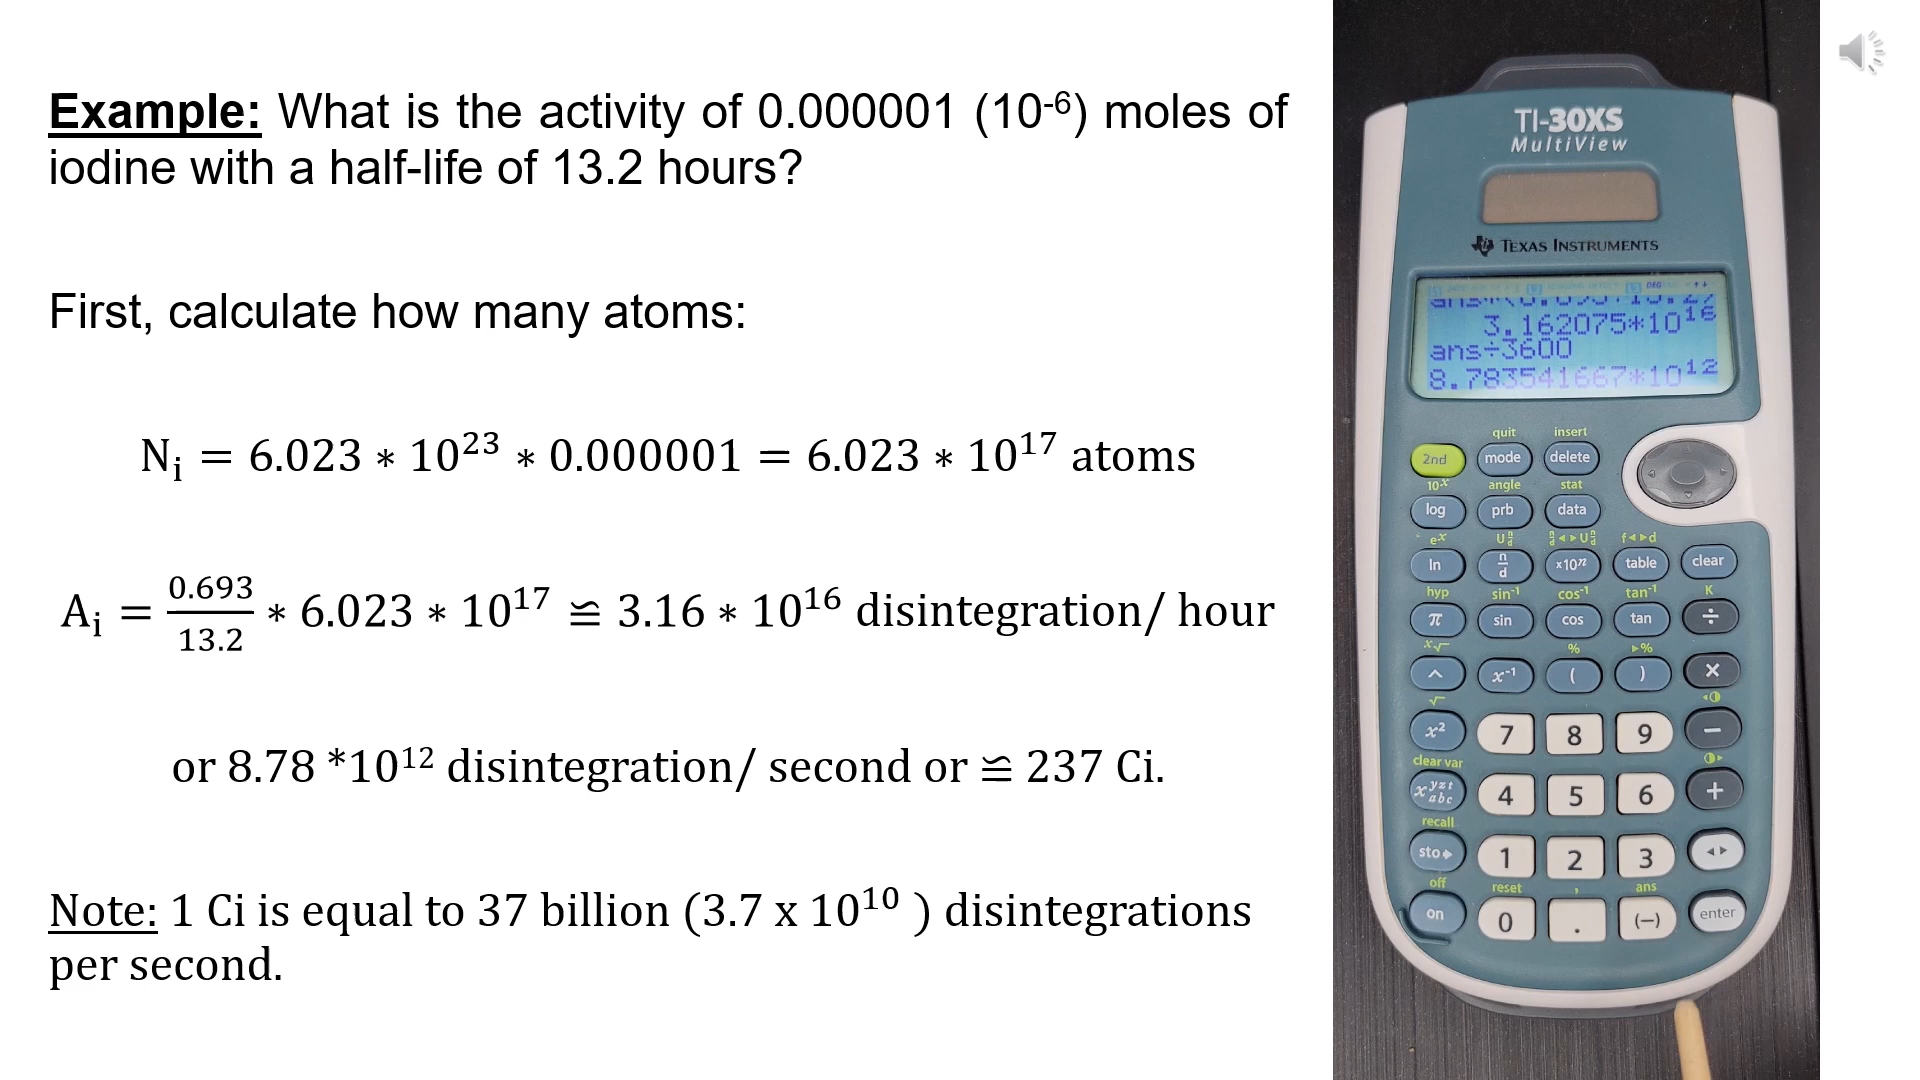 Example: What is the activity of 0.000001 (10⁻⁶) moles of
iodine with a half-life of 13.2 hours?
First, calculate how many atoms:
Nᵢ = 6.023 ∗ 10²³ ∗ 0.000001 = 6.023 ∗ 10¹⁷ atoms
Aᵢ = 0.693/13.2 ∗ 6.023 ∗ 10¹⁷ ≌ 3.16 ∗ 10¹⁶ disintegration/ hour
or 8.78 *10¹² disintegration/ second or ≌ 237 Ci.
Note: 1 Ci is equal to 37 billion (3.7 x 10¹⁰ ) disintegrations
per second.
TI-30XS
MultiView
TEXAS INSTRUMENTS
DEG
3.162075*10¹⁶
ans÷3600
8.783541667*10¹²
quit insert
2nd mode delete
10ˣ angle stat
log prb data
eˣ U n/d n/d ◂▸ U n/d f◂▸d
ln n/d ×10ⁿ table clear
hyp sin⁻¹ cos⁻¹ tan⁻¹ K
π sin cos tan ÷
ˣ√ % ▸%
^ x⁻¹ ( ) ×
√
x² 7 8 9 −
clear var
x yzt abc 4 5 6 +
recall
sto▸ 1 2 3 ◂ ▸
off reset , ans
on 0 . (−) enter